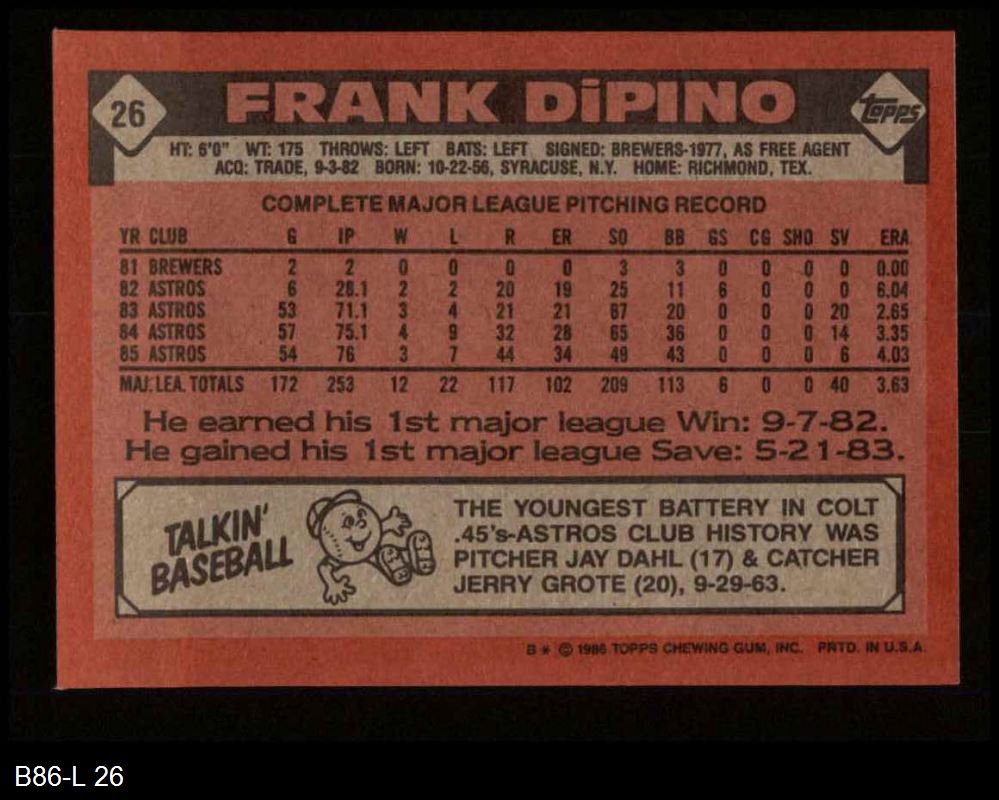 26 FRANK DiPINO topps
HT: 6'0" WT: 175 THROWS: LEFT BATS: LEFT SIGNED: BREWERS-1977, AS FREE AGENT
ACQ: TRADE, 9-3-82 BORN: 10-22-56, SYRACUSE, N.Y. HOME: RICHMOND, TEX.
COMPLETE MAJOR LEAGUE PITCHING RECORD
YR CLUB G IP W L R ER SO BB GS CG SHO SV ERA
81 BREWERS 2 2 0 0 0 0 3 3 0 0 0 0 0.00
82 ASTROS 6 28.1 2 2 20 19 25 11 6 0 0 0 6.04
83 ASTROS 53 71.1 3 4 21 21 67 20 0 0 0 20 2.65
84 ASTROS 57 75.1 4 9 32 28 65 36 0 0 0 14 3.35
85 ASTROS 54 76 3 7 44 34 49 43 0 0 0 6 4.03
MAJ. LEA. TOTALS 172 253 12 22 117 102 209 113 6 0 0 40 3.63
He earned his 1st major league Win: 9-7-82.
He gained his 1st major league Save: 5-21-83.
TALKIN'
BASEBALL
THE YOUNGEST BATTERY IN COLT
.45's-ASTROS CLUB HISTORY WAS
PITCHER JAY DAHL (17) & CATCHER
JERRY GROTE (20), 9-29-63.
B * © 1986 TOPPS CHEWING GUM, INC. PRTD. IN U.S.A.
B86-L 26